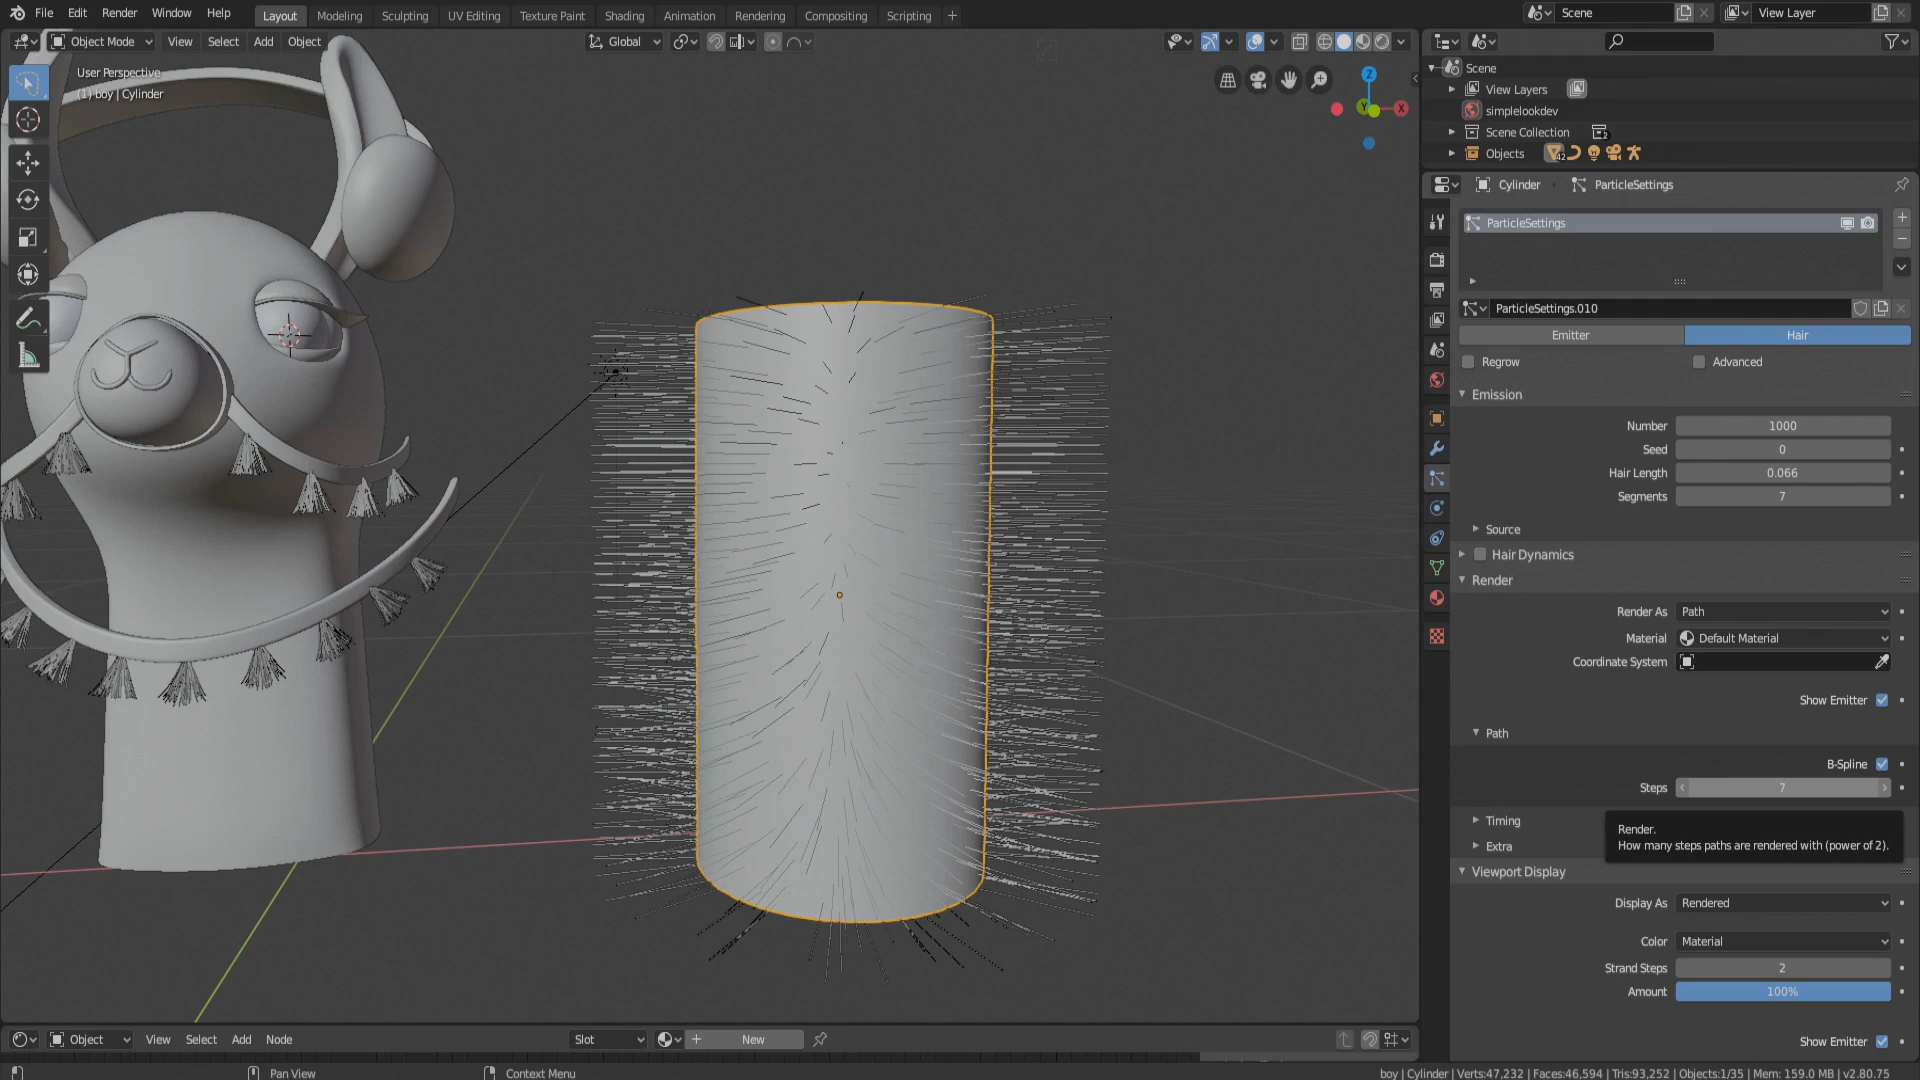 File Edit Render Window Help
Layout Modeling Sculpting UV Editing Texture Paint Shading Animation Rendering Compositing Scripting +
Scene
View Layer
Object Mode View Select Add Object
Global
User Perspective
(1) boy | Cylinder
Z
Y
X
Scene
View Layers
simplelookdev
Scene Collection 2
Objects 42
Cylinder ParticleSettings
ParticleSettings
ParticleSettings.010
Emitter Hair
Regrow Advanced
Emission
Number 1000
Seed 0
Hair Length 0.066
Segments 7
Source
Hair Dynamics
Render
Render As Path
Material Default Material
Coordinate System
Show Emitter
Path
B-Spline
Steps 7
Timing
Extra
Render.
How many steps paths are rendered with (power of 2).
Viewport Display
Display As Rendered
Color Material
Strand Steps 2
Amount 100%
Show Emitter
Object View Select Add Node
Slot
New
Pan View
Context Menu
boy | Cylinder | Verts:47,232 | Faces:46,594 | Tris:93,252 | Objects:1/35 | Mem: 159.0 MB | v2.80.75